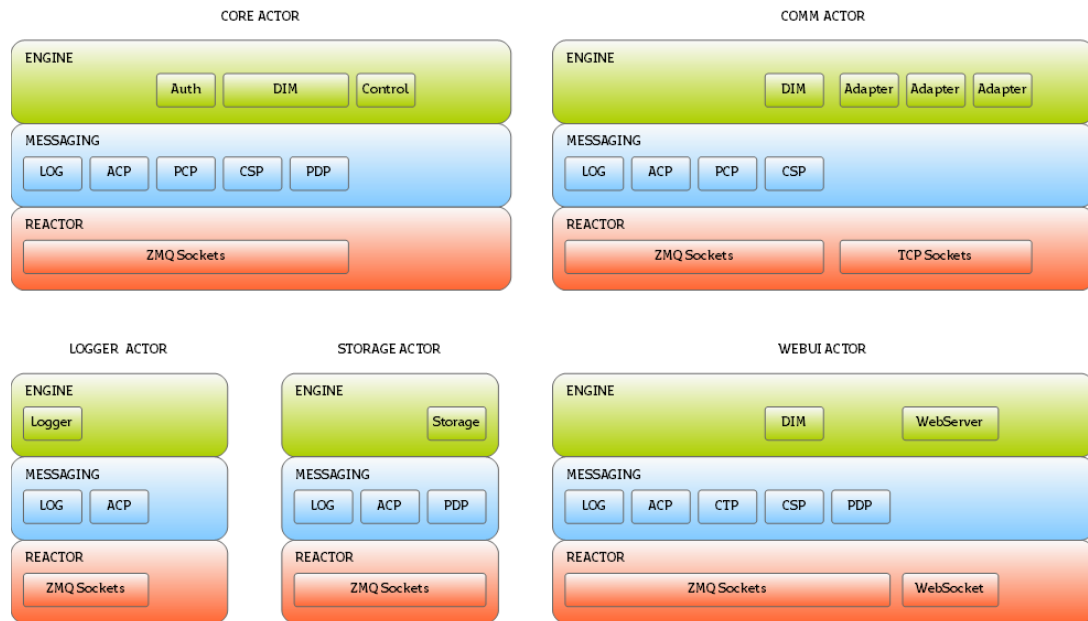 CORE ACTOR
ENGINE
Auth DIM Control
MESSAGING
LOG ACP PCP CSP PDP
REACTOR
ZMQ Sockets
COMM ACTOR
ENGINE
DIM Adapter Adapter Adapter
MESSAGING
LOG ACP PCP CSP
REACTOR
ZMQ Sockets TCP Sockets
LOGGER ACTOR
ENGINE
Logger
MESSAGING
LOG ACP
REACTOR
ZMQ Sockets
STORAGE ACTOR
ENGINE
Storage
MESSAGING
LOG ACP PDP
REACTOR
ZMQ Sockets
WEBUI ACTOR
ENGINE
DIM WebServer
MESSAGING
LOG ACP CTP CSP PDP
REACTOR
ZMQ Sockets WebSocket